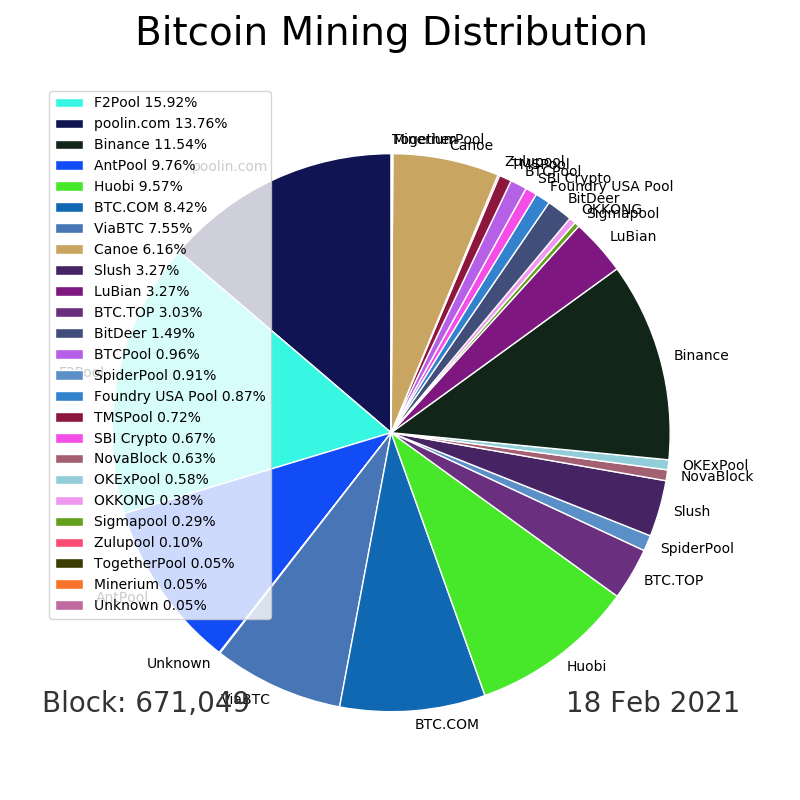 Bitcoin Mining Distribution
F2Pool 15.92%
poolin.com 13.76%
Binance 11.54%
AntPool 9.76%
Huobi 9.57%
BTC.COM 8.42%
ViaBTC 7.55%
Canoe 6.16%
Slush 3.27%
LuBian 3.27%
BTC.TOP 3.03%
BitDeer 1.49%
BTCPool 0.96%
SpiderPool 0.91%
Foundry USA Pool 0.87%
TMSPool 0.72%
SBI Crypto 0.67%
NovaBlock 0.63%
OKExPool 0.58%
OKKONG 0.38%
Sigmapool 0.29%
Zulupool 0.10%
TogetherPool 0.05%
Minerium 0.05%
Unknown 0.05%
poolin.com
F2Pool
AntPool
Unknown
ViaBTC
BTC.COM
Huobi
BTC.TOP
SpiderPool
Slush
NovaBlock
OKExPool
Binance
LuBian
Sigmapool
OKKONG
BitDeer
Foundry USA Pool
SBI Crypto
BTCPool
TMSPool
Zulupool
Canoe
TogetherPool
Minerium
Block: 671,049
18 Feb 2021